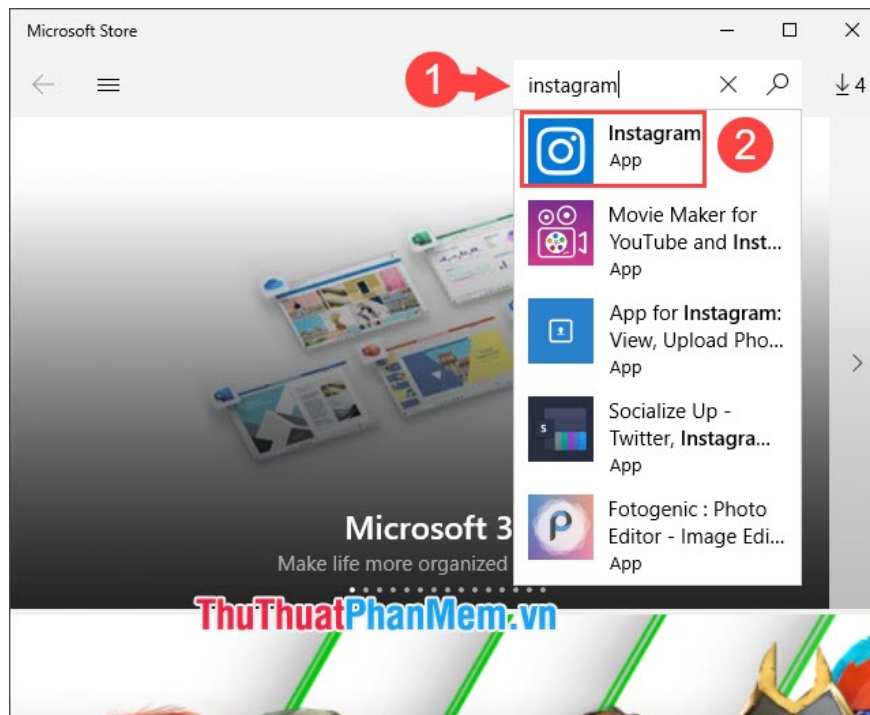 Microsoft Store
1
instagram
4
Instagram
App
2
Movie Maker for
YouTube and Inst...
App
App for Instagram:
View, Upload Pho...
App
S
Socialize Up -
Twitter, Instagra...
App
Fotogenic : Photo
Editor - Image Edi...
App
Microsoft 3
Make life more organized
ThuThuatPhanMem.vn